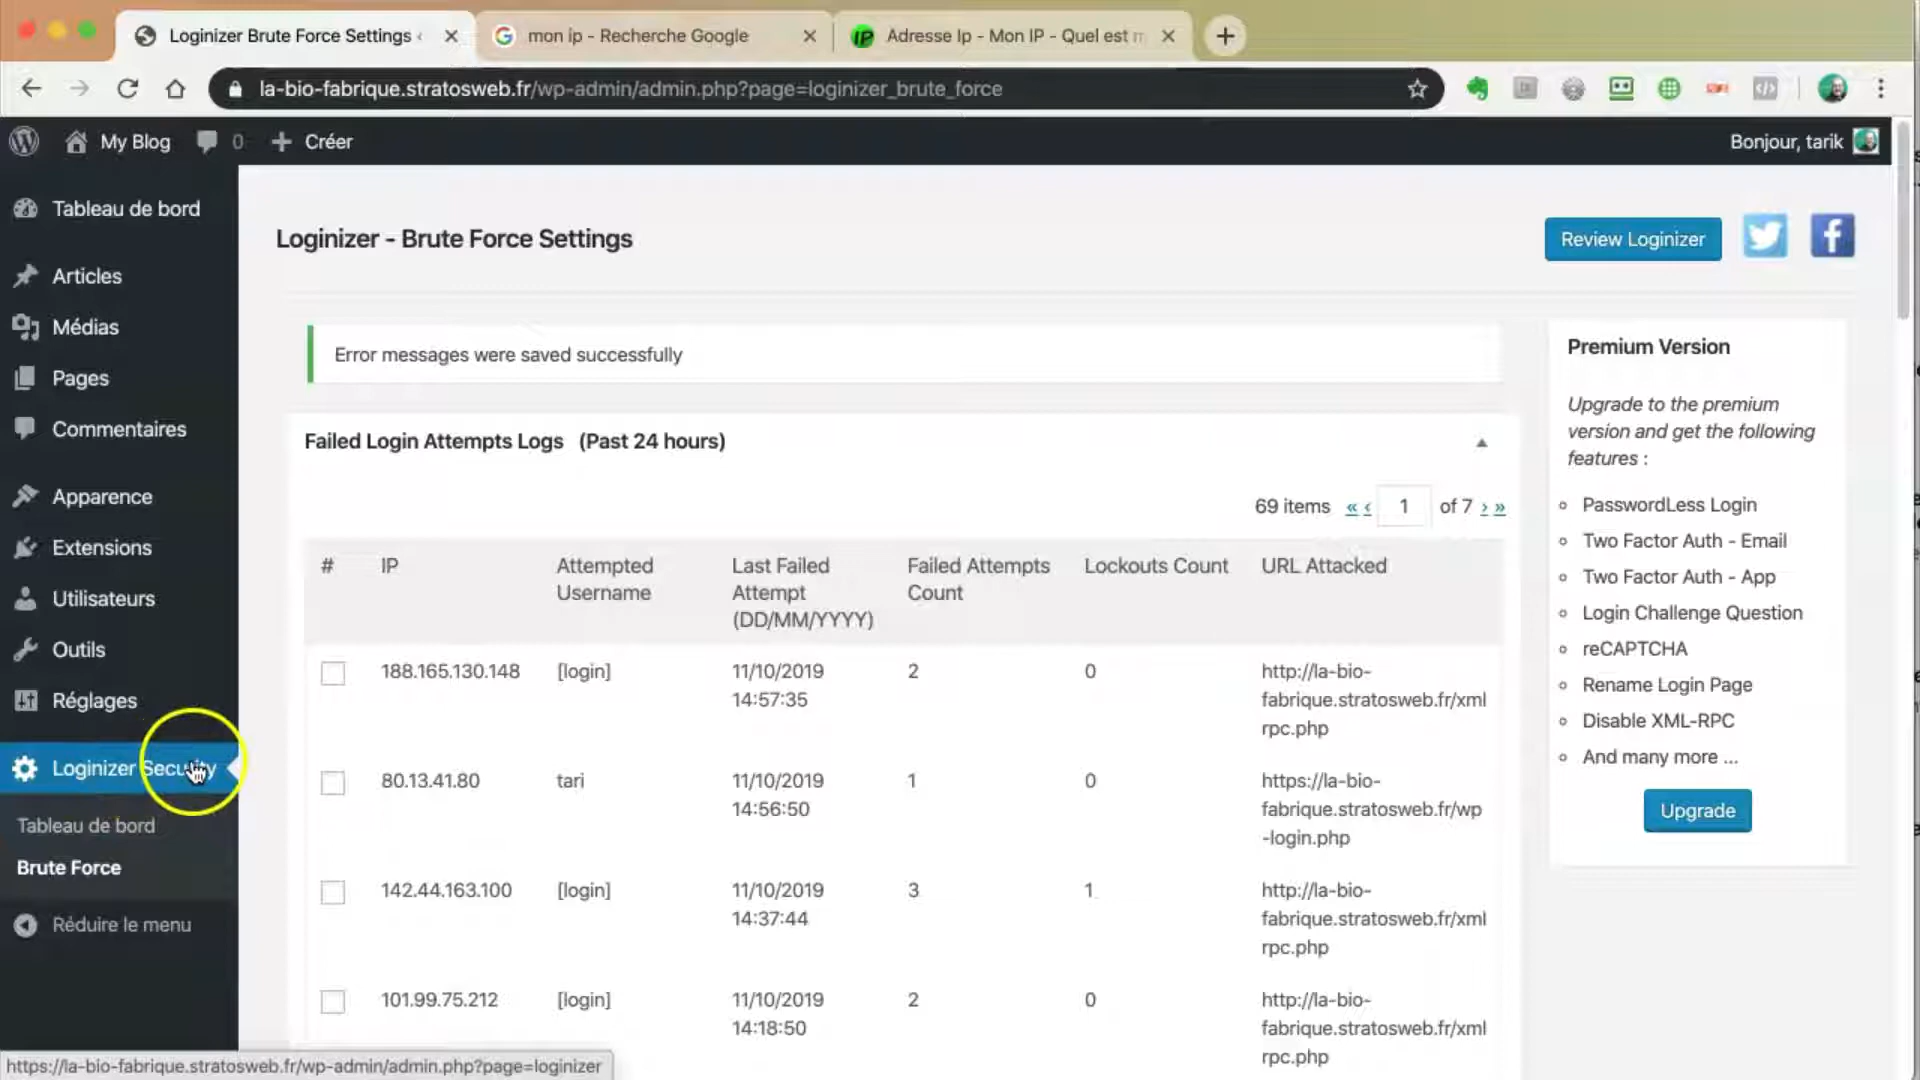 Loginizer Brute Force Settings
mon ip - Recherche Google
Adresse Ip - Mon IP - Quel est m
la-bio-fabrique.stratosweb.fr/wp-admin/admin.php?page=loginizer_brute_force
My Blog 0 + Créer
Bonjour, tarik
Tableau de bord
Articles
Médias
Pages
Commentaires
Apparence
Extensions
Utilisateurs
Outils
Réglages
Loginizer Security
Tableau de bord
Brute Force
Réduire le menu
Loginizer - Brute Force Settings
Review Loginizer
Error messages were saved successfully
Failed Login Attempts Logs (Past 24 hours)
69 items « ‹ 1 of 7 › »
# IP Attempted Last Failed Failed Attempts Lockouts Count URL Attacked
Username Attempt Count
(DD/MM/YYYY)
188.165.130.148 [login] 11/10/2019 2 0 http://la-bio-
14:57:35 fabrique.stratosweb.fr/xml
rpc.php
80.13.41.80 tari 11/10/2019 1 0 https://la-bio-
14:56:50 fabrique.stratosweb.fr/wp
-login.php
142.44.163.100 [login] 11/10/2019 3 1 http://la-bio-
14:37:44 fabrique.stratosweb.fr/xml
rpc.php
101.99.75.212 [login] 11/10/2019 2 0 http://la-bio-
14:18:50 fabrique.stratosweb.fr/xml
rpc.php
Premium Version
Upgrade to the premium
version and get the following
features :
PasswordLess Login
Two Factor Auth - Email
Two Factor Auth - App
Login Challenge Question
reCAPTCHA
Rename Login Page
Disable XML-RPC
And many more ...
Upgrade
https://la-bio-fabrique.stratosweb.fr/wp-admin/admin.php?page=loginizer